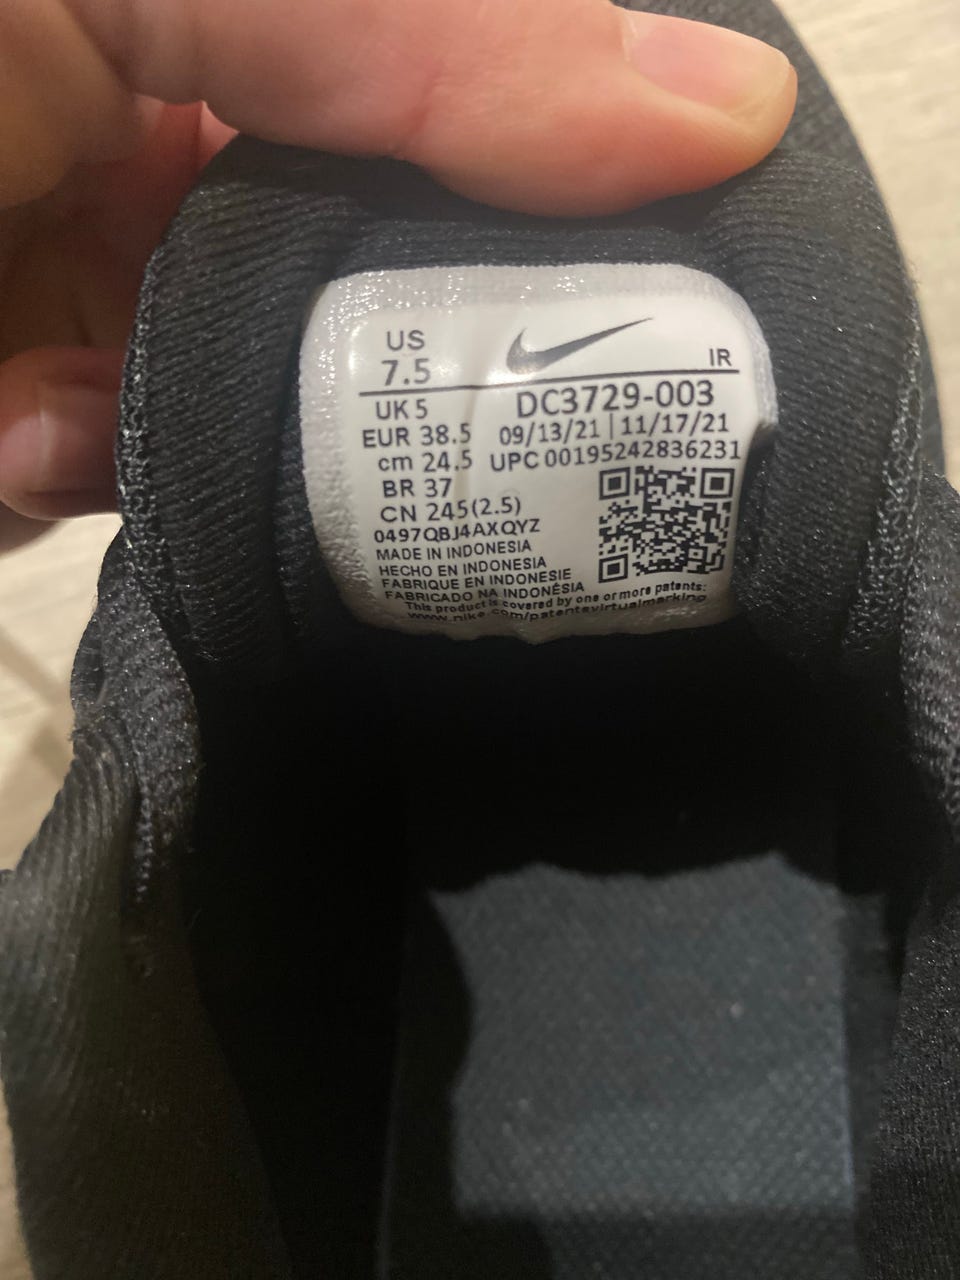 US
7.5
IR
UK 5
DC3729-003
EUR 38.5
09/13/21 | 11/17/21
cm 24.5
UPC 00195242836231
BR 37
CN 245(2.5)
0497QBJ4AXQYZ
MADE IN INDONESIA
HECHO EN INDONESIA
FABRIQUE EN INDONESIE
FABRICADO NA INDONÉSIA
This product is covered by one or more patents:
www.nike.com/patentsvirtualmarking